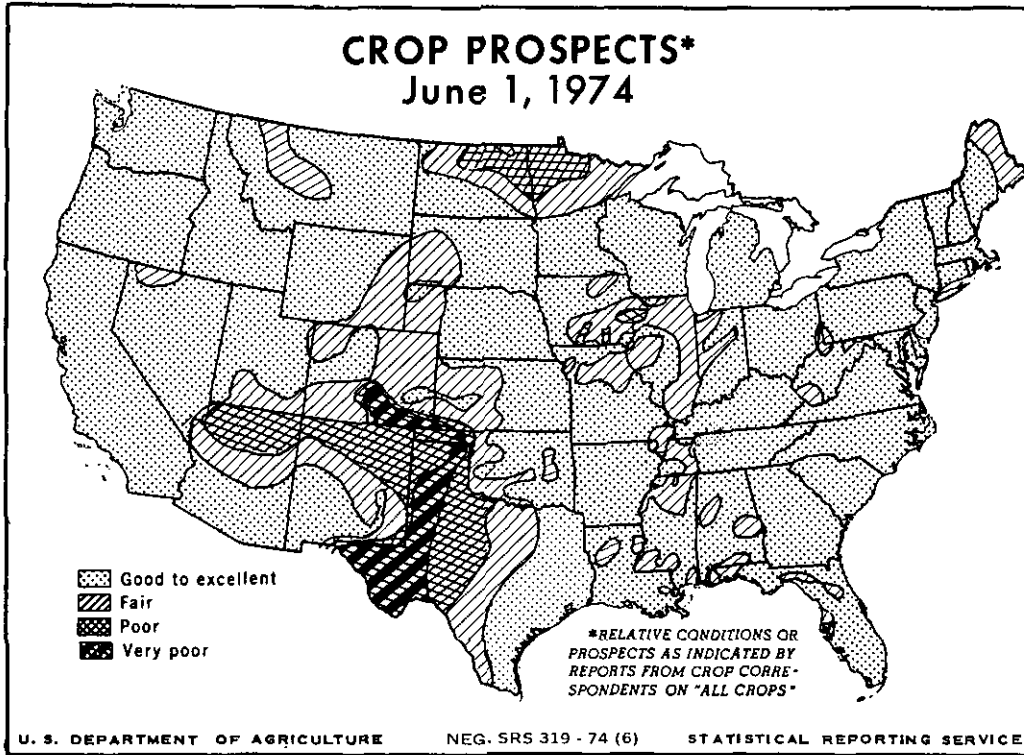 CROP PROSPECTS*
June 1, 1974
Good to excellent
Fair
Poor
Very poor
*RELATIVE CONDITIONS OR
PROSPECTS AS INDICATED BY
REPORTS FROM CROP CORRE-
SPONDENTS ON "ALL CROPS"
U. S. DEPARTMENT OF AGRICULTURE NEG. SRS 319 - 74 (6) STATISTICAL REPORTING SERVICE